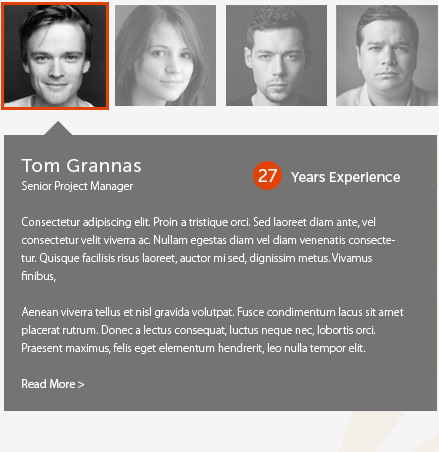 Tom Grannas
Senior Project Manager
27 Years Experience
Consectetur adipiscing elit. Proin a tristique orci. Sed laoreet diam ante, vel
consectetur velit viverra ac. Nullam egestas diam vel diam venenatis consecte-
tur. Quisque facilisis risus laoreet, auctor mi sed, dignissim metus. Vivamus
finibus,
Aenean viverra tellus et nisl gravida volutpat. Fusce condimentum lacus sit amet
placerat rutrum. Donec a lectus consequat, luctus neque nec, lobortis orci.
Praesent maximus, felis eget elementum hendrerit, leo nulla tempor elit.
Read More >